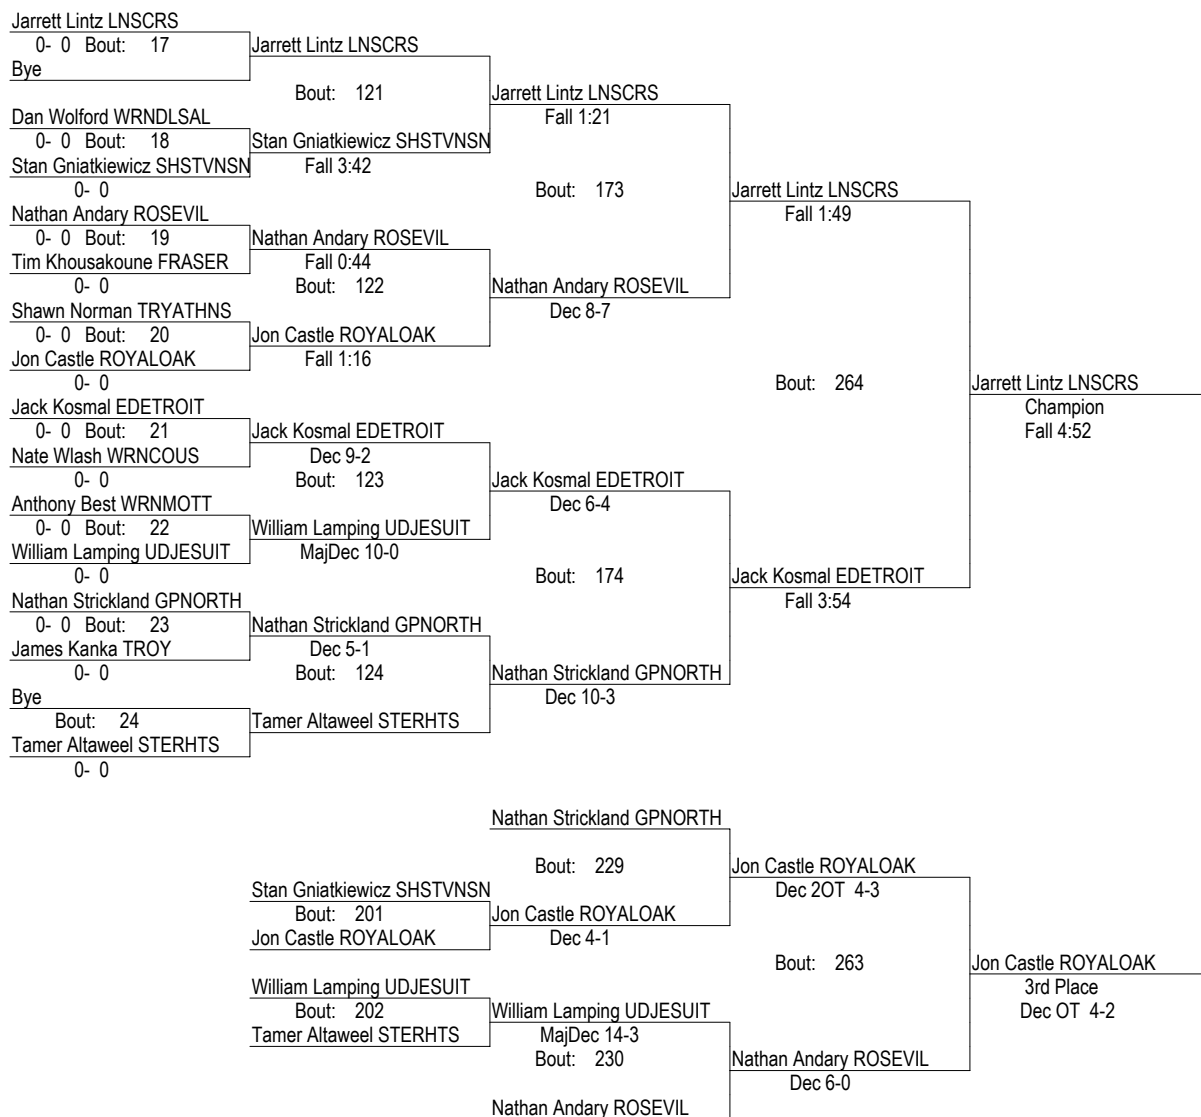 Jarrett Lintz LNSCRS
0- 0 Bout: 17
Bye
Jarrett Lintz LNSCRS
Bout: 121
Dan Wolford WRNDLSAL
0- 0 Bout: 18
Stan Gniatkiewicz SHSTVNSN
0- 0
Stan Gniatkiewicz SHSTVNSN
Fall 3:42
Jarrett Lintz LNSCRS
Fall 1:21
Bout: 173
Nathan Andary ROSEVIL
0- 0 Bout: 19
Tim Khousakoune FRASER
0- 0
Nathan Andary ROSEVIL
Fall 0:44
Bout: 122
Shawn Norman TRYATHNS
0- 0 Bout: 20
Jon Castle ROYALOAK
0- 0
Jon Castle ROYALOAK
Fall 1:16
Nathan Andary ROSEVIL
Dec 8-7
Jarrett Lintz LNSCRS
Fall 1:49
Bout: 264
Jarrett Lintz LNSCRS
Champion
Fall 4:52
Jack Kosmal EDETROIT
0- 0 Bout: 21
Nate Wlash WRNCOUS
0- 0
Jack Kosmal EDETROIT
Dec 9-2
Bout: 123
Anthony Best WRNMOTT
0- 0 Bout: 22
William Lamping UDJESUIT
0- 0
William Lamping UDJESUIT
MajDec 10-0
Jack Kosmal EDETROIT
Dec 6-4
Bout: 174
Jack Kosmal EDETROIT
Fall 3:54
Nathan Strickland GPNORTH
0- 0 Bout: 23
James Kanka TROY
0- 0
Nathan Strickland GPNORTH
Dec 5-1
Bout: 124
Bye
Bout: 24
Tamer Altaweel STERHTS
0- 0
Tamer Altaweel STERHTS
Nathan Strickland GPNORTH
Dec 10-3
Nathan Strickland GPNORTH
Bout: 229
Stan Gniatkiewicz SHSTVNSN
Bout: 201
Jon Castle ROYALOAK
Jon Castle ROYALOAK
Dec 4-1
Jon Castle ROYALOAK
Dec 2OT 4-3
Bout: 263
Jon Castle ROYALOAK
3rd Place
Dec OT 4-2
William Lamping UDJESUIT
Bout: 202
Tamer Altaweel STERHTS
William Lamping UDJESUIT
MajDec 14-3
Bout: 230
Nathan Andary ROSEVIL
Dec 6-0
Nathan Andary ROSEVIL